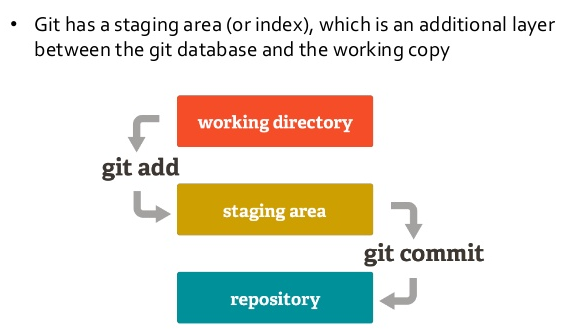 • Git has a staging area (or index), which is an additional layer
between the git database and the working copy
working directory
git add
staging area
git commit
repository